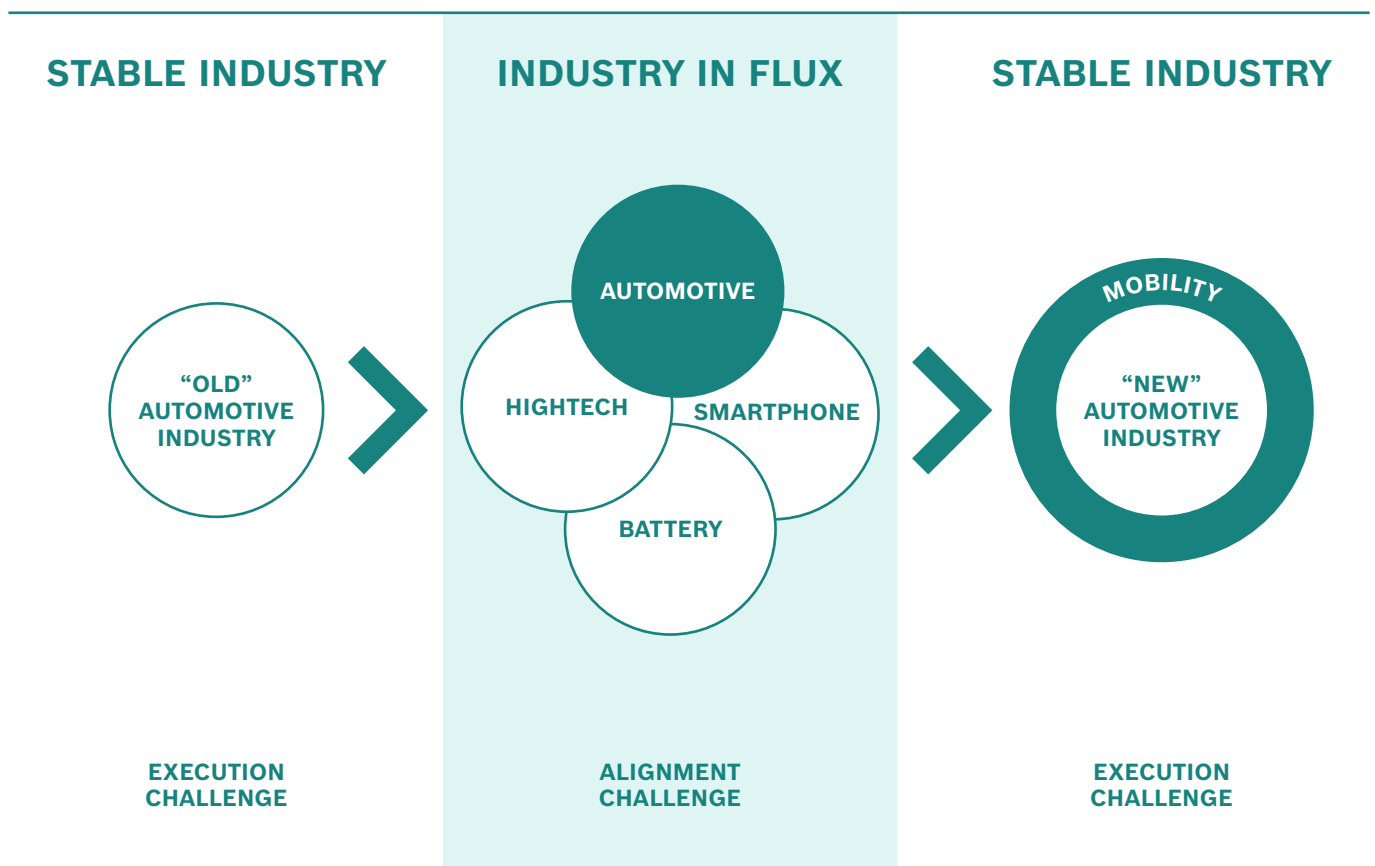 STABLE INDUSTRY
“OLD”
AUTOMOTIVE
INDUSTRY
EXECUTION
CHALLENGE
INDUSTRY IN FLUX
AUTOMOTIVE
HIGHTECH
SMARTPHONE
BATTERY
ALIGNMENT
CHALLENGE
STABLE INDUSTRY
MOBILITY
“NEW”
AUTOMOTIVE
INDUSTRY
EXECUTION
CHALLENGE